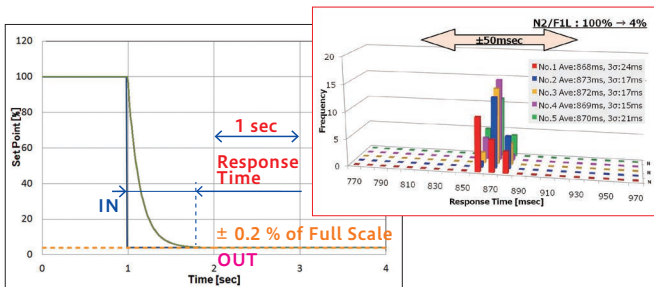 120
100
80
60
40
20
0
Set Point [%]
0
1
2
3
4
Time [sec]
1 sec
Response
Time
IN
± 0.2 % of Full Scale
OUT
N2/F1L : 100% → 4%
±50msec
20
15
10
5
0
Frequency
No.1 Ave:868ms, 3σ:24ms
No.2 Ave:873ms, 3σ:17ms
No.3 Ave:872ms, 3σ:17ms
No.4 Ave:869ms, 3σ:15ms
No.5 Ave:870ms, 3σ:21ms
770 790 810 830 850 870 890 910 930 950 970
Response Time [msec]